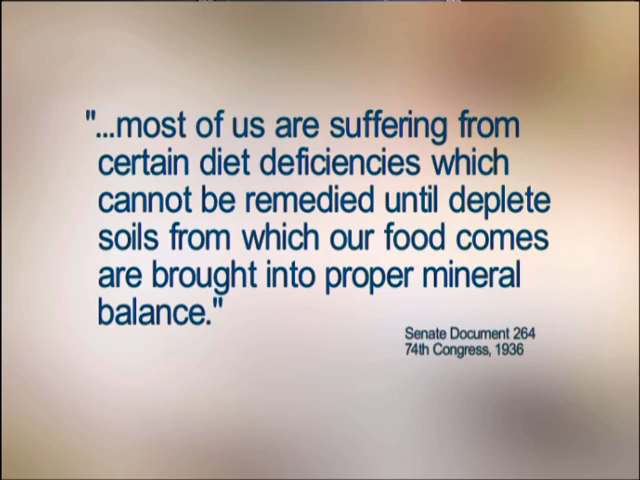 "...most of us are suffering from
certain diet deficiencies which
cannot be remedied until deplete
soils from which our food comes
are brought into proper mineral
balance."
Senate Document 264
74th Congress, 1936